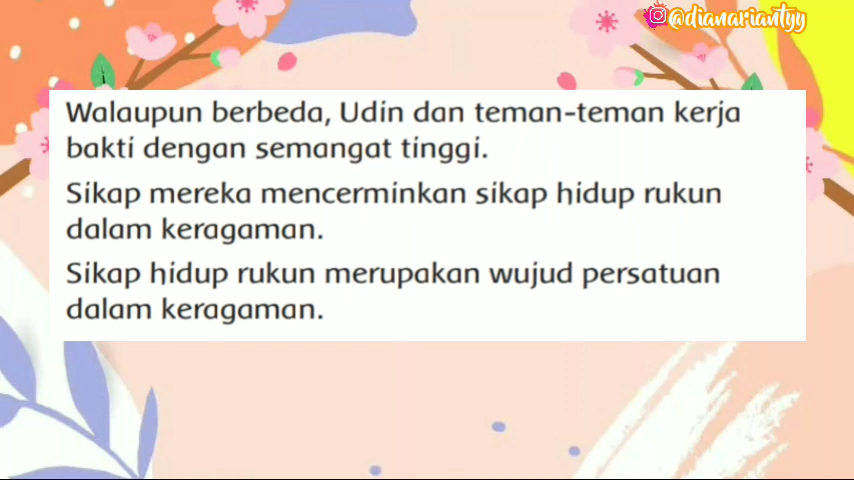 @dianariantyy
Walaupun berbeda, Udin dan teman-teman kerja
bakti dengan semangat tinggi.
Sikap mereka mencerminkan sikap hidup rukun
dalam keragaman.
Sikap hidup rukun merupakan wujud persatuan
dalam keragaman.